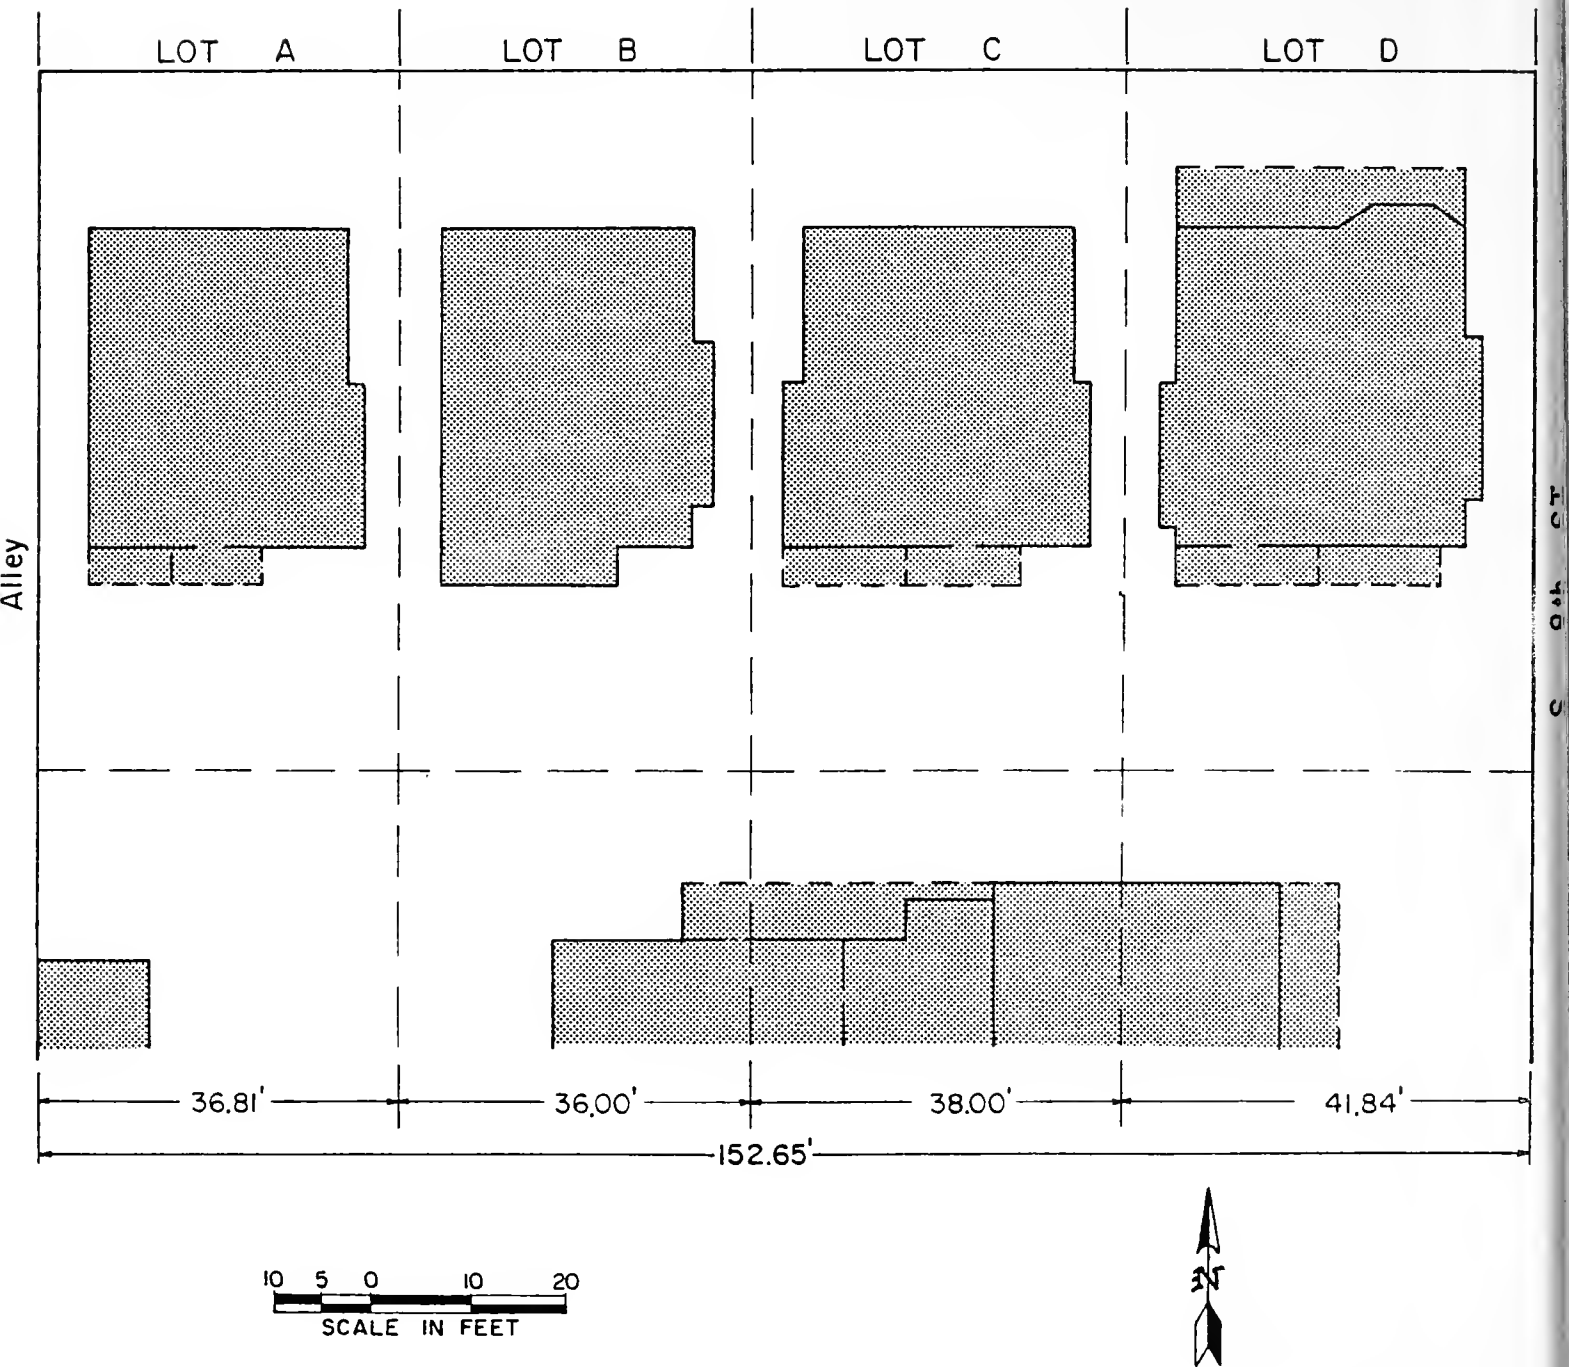 LOT A LOT B LOT C LOT D
Alley
36.81' 36.00' 38.00' 41.84'
152.65'
10 5 0 10 20
SCALE IN FEET
N